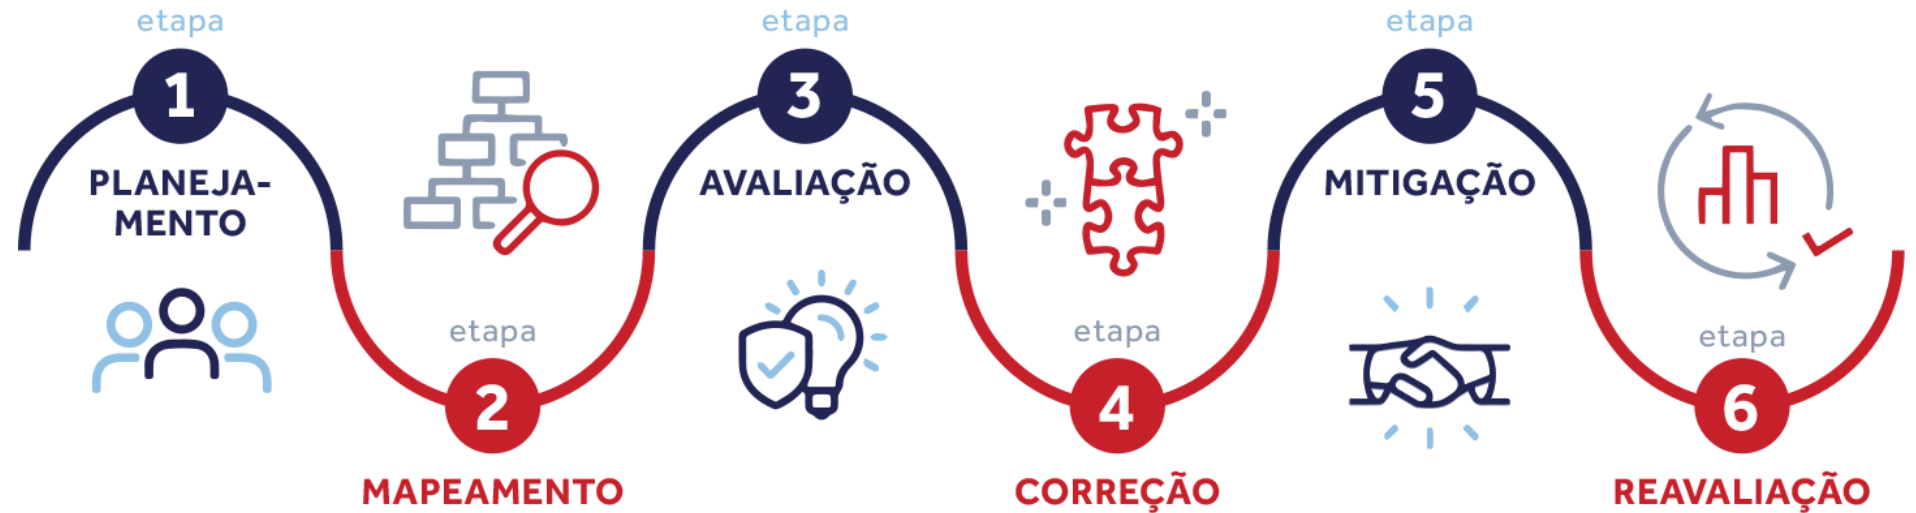 etapa
1
PLANEJA-
MENTO
etapa
2
MAPEAMENTO
etapa
3
AVALIAÇÃO
etapa
4
CORREÇÃO
etapa
5
MITIGAÇÃO
etapa
6
REAVALIAÇÃO